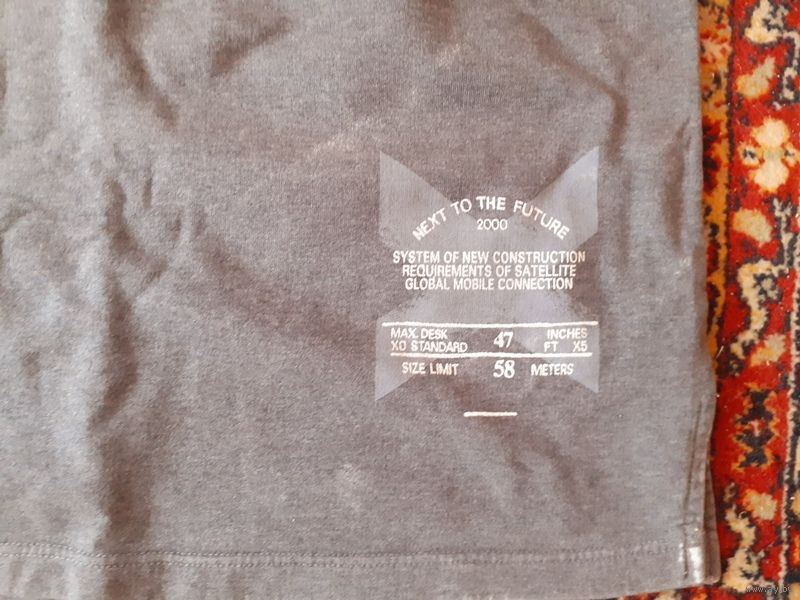 NEXT TO THE FUTURE
2000
SYSTEM OF NEW CONSTRUCTION
REQUIREMENTS OF SATELLITE
GLOBAL MOBILE CONNECTION
MAX. DESK 47 INCHES
XO STANDARD FT X5
SIZE LIMIT 58 METERS